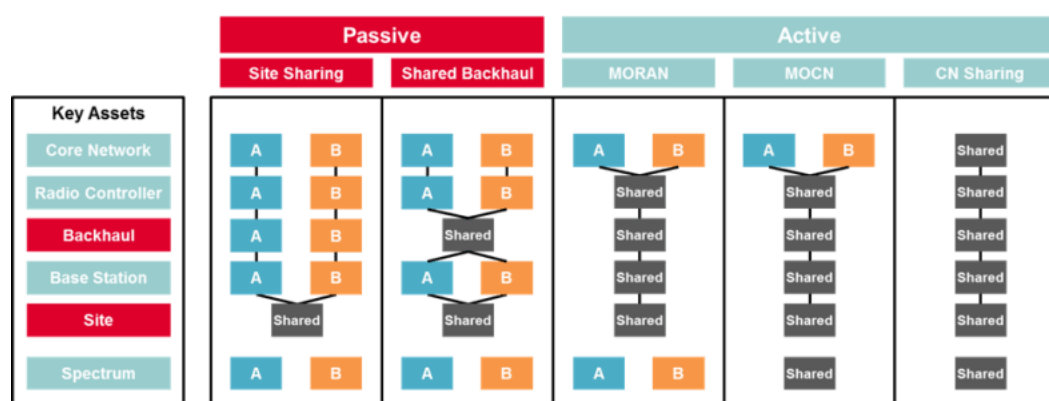 Passive Active
Site Sharing Shared Backhaul MORAN MOCN CN Sharing
Key Assets
Core Network A B A B A B A B Shared
Radio Controller A B A B Shared Shared Shared
Backhaul A B Shared Shared Shared Shared
Base Station A B A B Shared Shared Shared
Site Shared Shared Shared Shared Shared
Spectrum A B A B A B Shared Shared